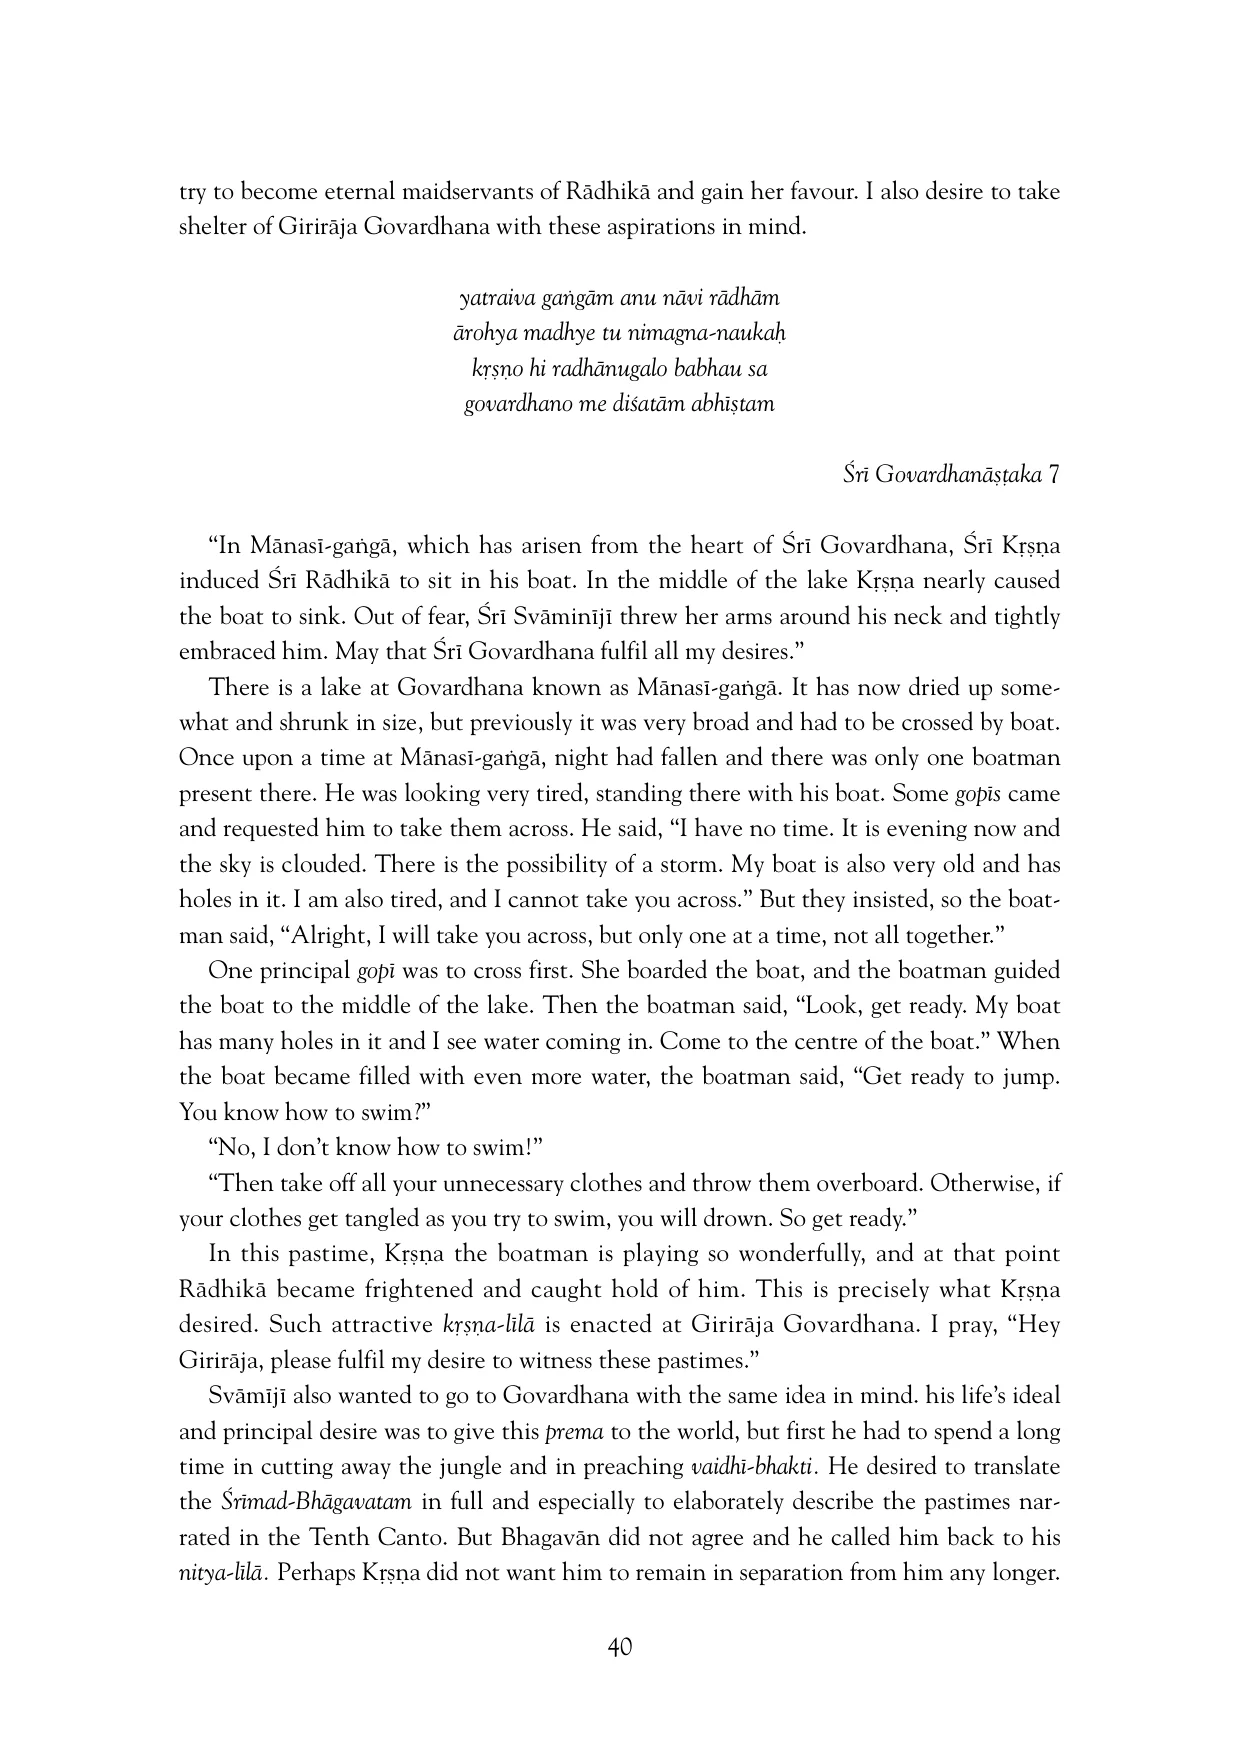 try to become eternal maidservants of Rādhikā and gain her favour. I also desire to take
shelter of Girirāja Govardhana with these aspirations in mind.
yatraiva gaṅgām anu nāvi rādhām
ārohya madhye tu nimagna-naukaḥ
kṛṣṇo hi radhānugalo babhau sa
govardhano me diśatām abhīṣtam
Śrī Govardhanāṣṭaka 7
“In Mānasī-gaṅgā, which has arisen from the heart of Śrī Govardhana, Śrī Kṛṣṇa
induced Śrī Rādhikā to sit in his boat. In the middle of the lake Kṛṣṇa nearly caused
the boat to sink. Out of fear, Śrī Svāminījī threw her arms around his neck and tightly
embraced him. May that Śrī Govardhana fulfil all my desires.”
There is a lake at Govardhana known as Mānasī-gaṅgā. It has now dried up some-
what and shrunk in size, but previously it was very broad and had to be crossed by boat.
Once upon a time at Mānasī-gaṅgā, night had fallen and there was only one boatman
present there. He was looking very tired, standing there with his boat. Some gopīs came
and requested him to take them across. He said, “I have no time. It is evening now and
the sky is clouded. There is the possibility of a storm. My boat is also very old and has
holes in it. I am also tired, and I cannot take you across.” But they insisted, so the boat-
man said, “Alright, I will take you across, but only one at a time, not all together.”
One principal gopī was to cross first. She boarded the boat, and the boatman guided
the boat to the middle of the lake. Then the boatman said, “Look, get ready. My boat
has many holes in it and I see water coming in. Come to the centre of the boat.” When
the boat became filled with even more water, the boatman said, “Get ready to jump.
You know how to swim?”
“No, I don’t know how to swim!”
“Then take off all your unnecessary clothes and throw them overboard. Otherwise, if
your clothes get tangled as you try to swim, you will drown. So get ready.”
In this pastime, Kṛṣṇa the boatman is playing so wonderfully, and at that point
Rādhikā became frightened and caught hold of him. This is precisely what Kṛṣṇa
desired. Such attractive kṛṣṇa-līlā is enacted at Girirāja Govardhana. I pray, “Hey
Girirāja, please fulfil my desire to witness these pastimes.”
Svāmījī also wanted to go to Govardhana with the same idea in mind. his life’s ideal
and principal desire was to give this prema to the world, but first he had to spend a long
time in cutting away the jungle and in preaching vaidhī-bhakti. He desired to translate
the Śrīmad-Bhāgavatam in full and especially to elaborately describe the pastimes nar-
rated in the Tenth Canto. But Bhagavān did not agree and he called him back to his
nitya-līlā. Perhaps Kṛṣṇa did not want him to remain in separation from him any longer.
40